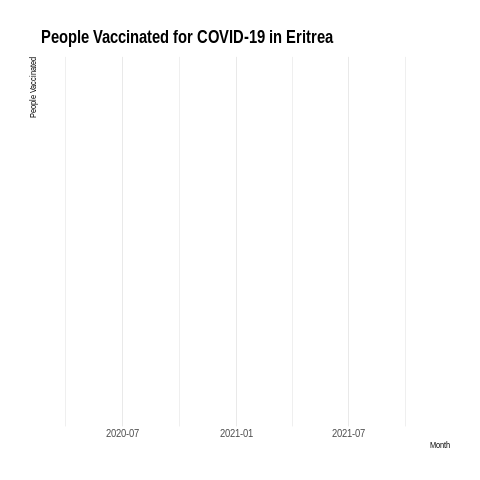 People Vaccinated for COVID-19 in Eritrea
People Vaccinated
2020-07
2021-01
2021-07
Month